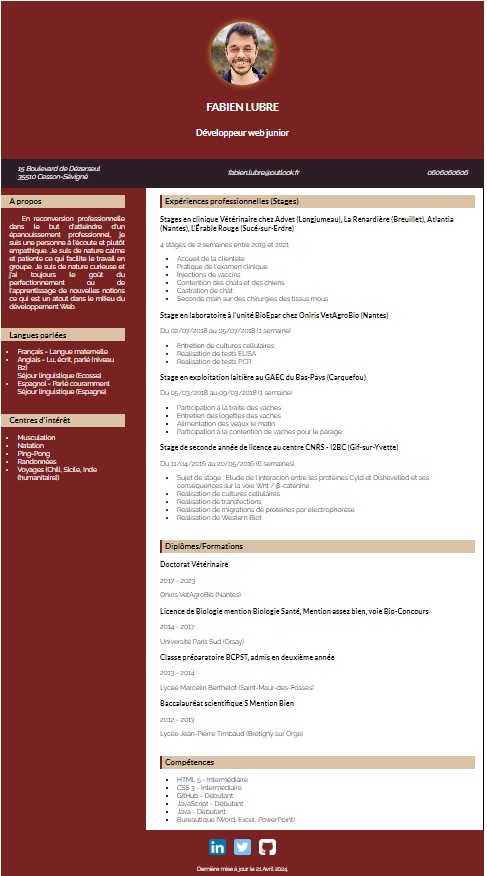 FABIEN LUBRE
Développeur web junior
15 Boulevard de Dézerseul
35510 Cesson-Sévigné
fabien.lubre@outlook.fr
0606060606
A propos
En reconversion professionnelle
dans le but d'atteindre d'un
épanouissement professionel, je
suis une personne à l'écoute et plutôt
empathique. Je suis de nature calme
et patiente ce qui facilite le travail en
groupe. Je suis de nature curieuse et
j'ai toujours le goût du
perfectionnement ou de
l'apprentissage de nouvelles notions
ce qui est un atout dans le milieu du
développement Web.
Langues parlées
Français - Langue maternelle
Anglais - Lu, écrit, parlé (niveau
B2)
Séjour linguistique (Ecosse)
Espagnol - Parlé couramment
Séjour linguistique (Espagne)
Centres d'intérêt
Musculation
Natation
Ping-Pong
Randonnées
Voyages (Chili, Sicile, Inde
(humanitaire))
Expériences professionnelles (Stages)
Stages en clinique Vétérinaire chez Advet (Longjumeau), La Renardière (Breuillet), Atlantia
(Nantes), L'Érable Rouge (Sucé-sur-Erdre)
4 stages de 2 semaines entre 2019 et 2021
Accueil de la clientèle
Pratique de l'examen clinique
Injections de vaccins
Contention des chats et des chiens
Castration de chat
Seconde main sur des chirurgies des tissus mous
Stage en laboratoire à l'unité BioEpar chez Oniris VetAgroBio (Nantes)
Du 02/07/2018 au 05/07/2018 (1 semaine)
Entretien de cultures cellulaires
Réalisation de tests ELISA
Réalisation de tests PCR
Stage en exploitation laitière au GAEC du Bas-Pays (Carquefou)
Du 05/03/2018 au 09/03/2018 (1 semaine)
Participation à la traite des vaches
Entretien des logettes des vaches
Alimentation des veaux le matin
Participation à la contention de vaches pour le parage
Stage de seconde année de licence au centre CNRS - I2BC (Gif-sur-Yvette)
Du 11/04/2016 au 20/05/2016 (6 semaines)
Sujet de stage : Etude de l'interacion entre les protéines Cyld et Dishevelled et ses
conséquences sur la voie Wnt / β-caténine
Réalisation de cultures cellulaires
Réalisation de transfections
Réalisation de migrations de protéines par électrophorèse
Réalisation de Western Blot
Diplômes/Formations
Doctorat Vétérinaire
2017 - 2023
Oniris VetAgroBio (Nantes)
Licence de Biologie mention Biologie Santé, Mention assez bien, voie Bio-Concours
2014 - 2017
Université Paris Sud (Orsay)
Classe préparatoire BCPST, admis en deuxième année
2013 - 2014
Lycée Marcelin Berthelot (Saint-Maur-des-Fossés)
Baccalauréat scientifique S Mention Bien
2012 - 2013
Lycée Jean-Pierre Timbaud (Brétigny sur Orge)
Compétences
HTML 5 - Intermédiaire
CSS 3 - Intermédiaire
GitHub - Débutant
JavaScript - Débutant
Java - Débutant
Bureautique (Word, Excel, PowerPoint)
Dernière mise à jour le 21 Avril 2024